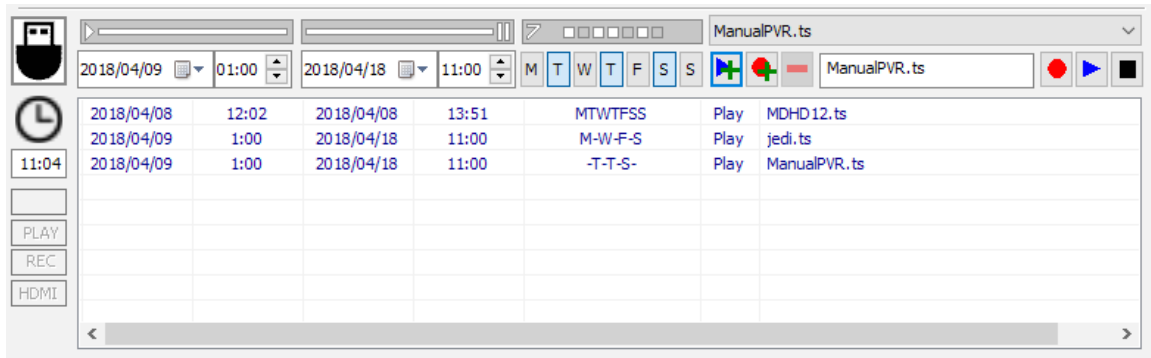 ManualPVR.ts
2018/04/09 01:00 2018/04/18 11:00 M T W T F S S ManualPVR.ts
2018/04/08 12:02 2018/04/08 13:51 MTWTFSS Play MDHD12.ts
2018/04/09 1:00 2018/04/18 11:00 M-W-F-S Play jedi.ts
11:04 2018/04/09 1:00 2018/04/18 11:00 -T-T-S- Play ManualPVR.ts
PLAY
REC
HDMI